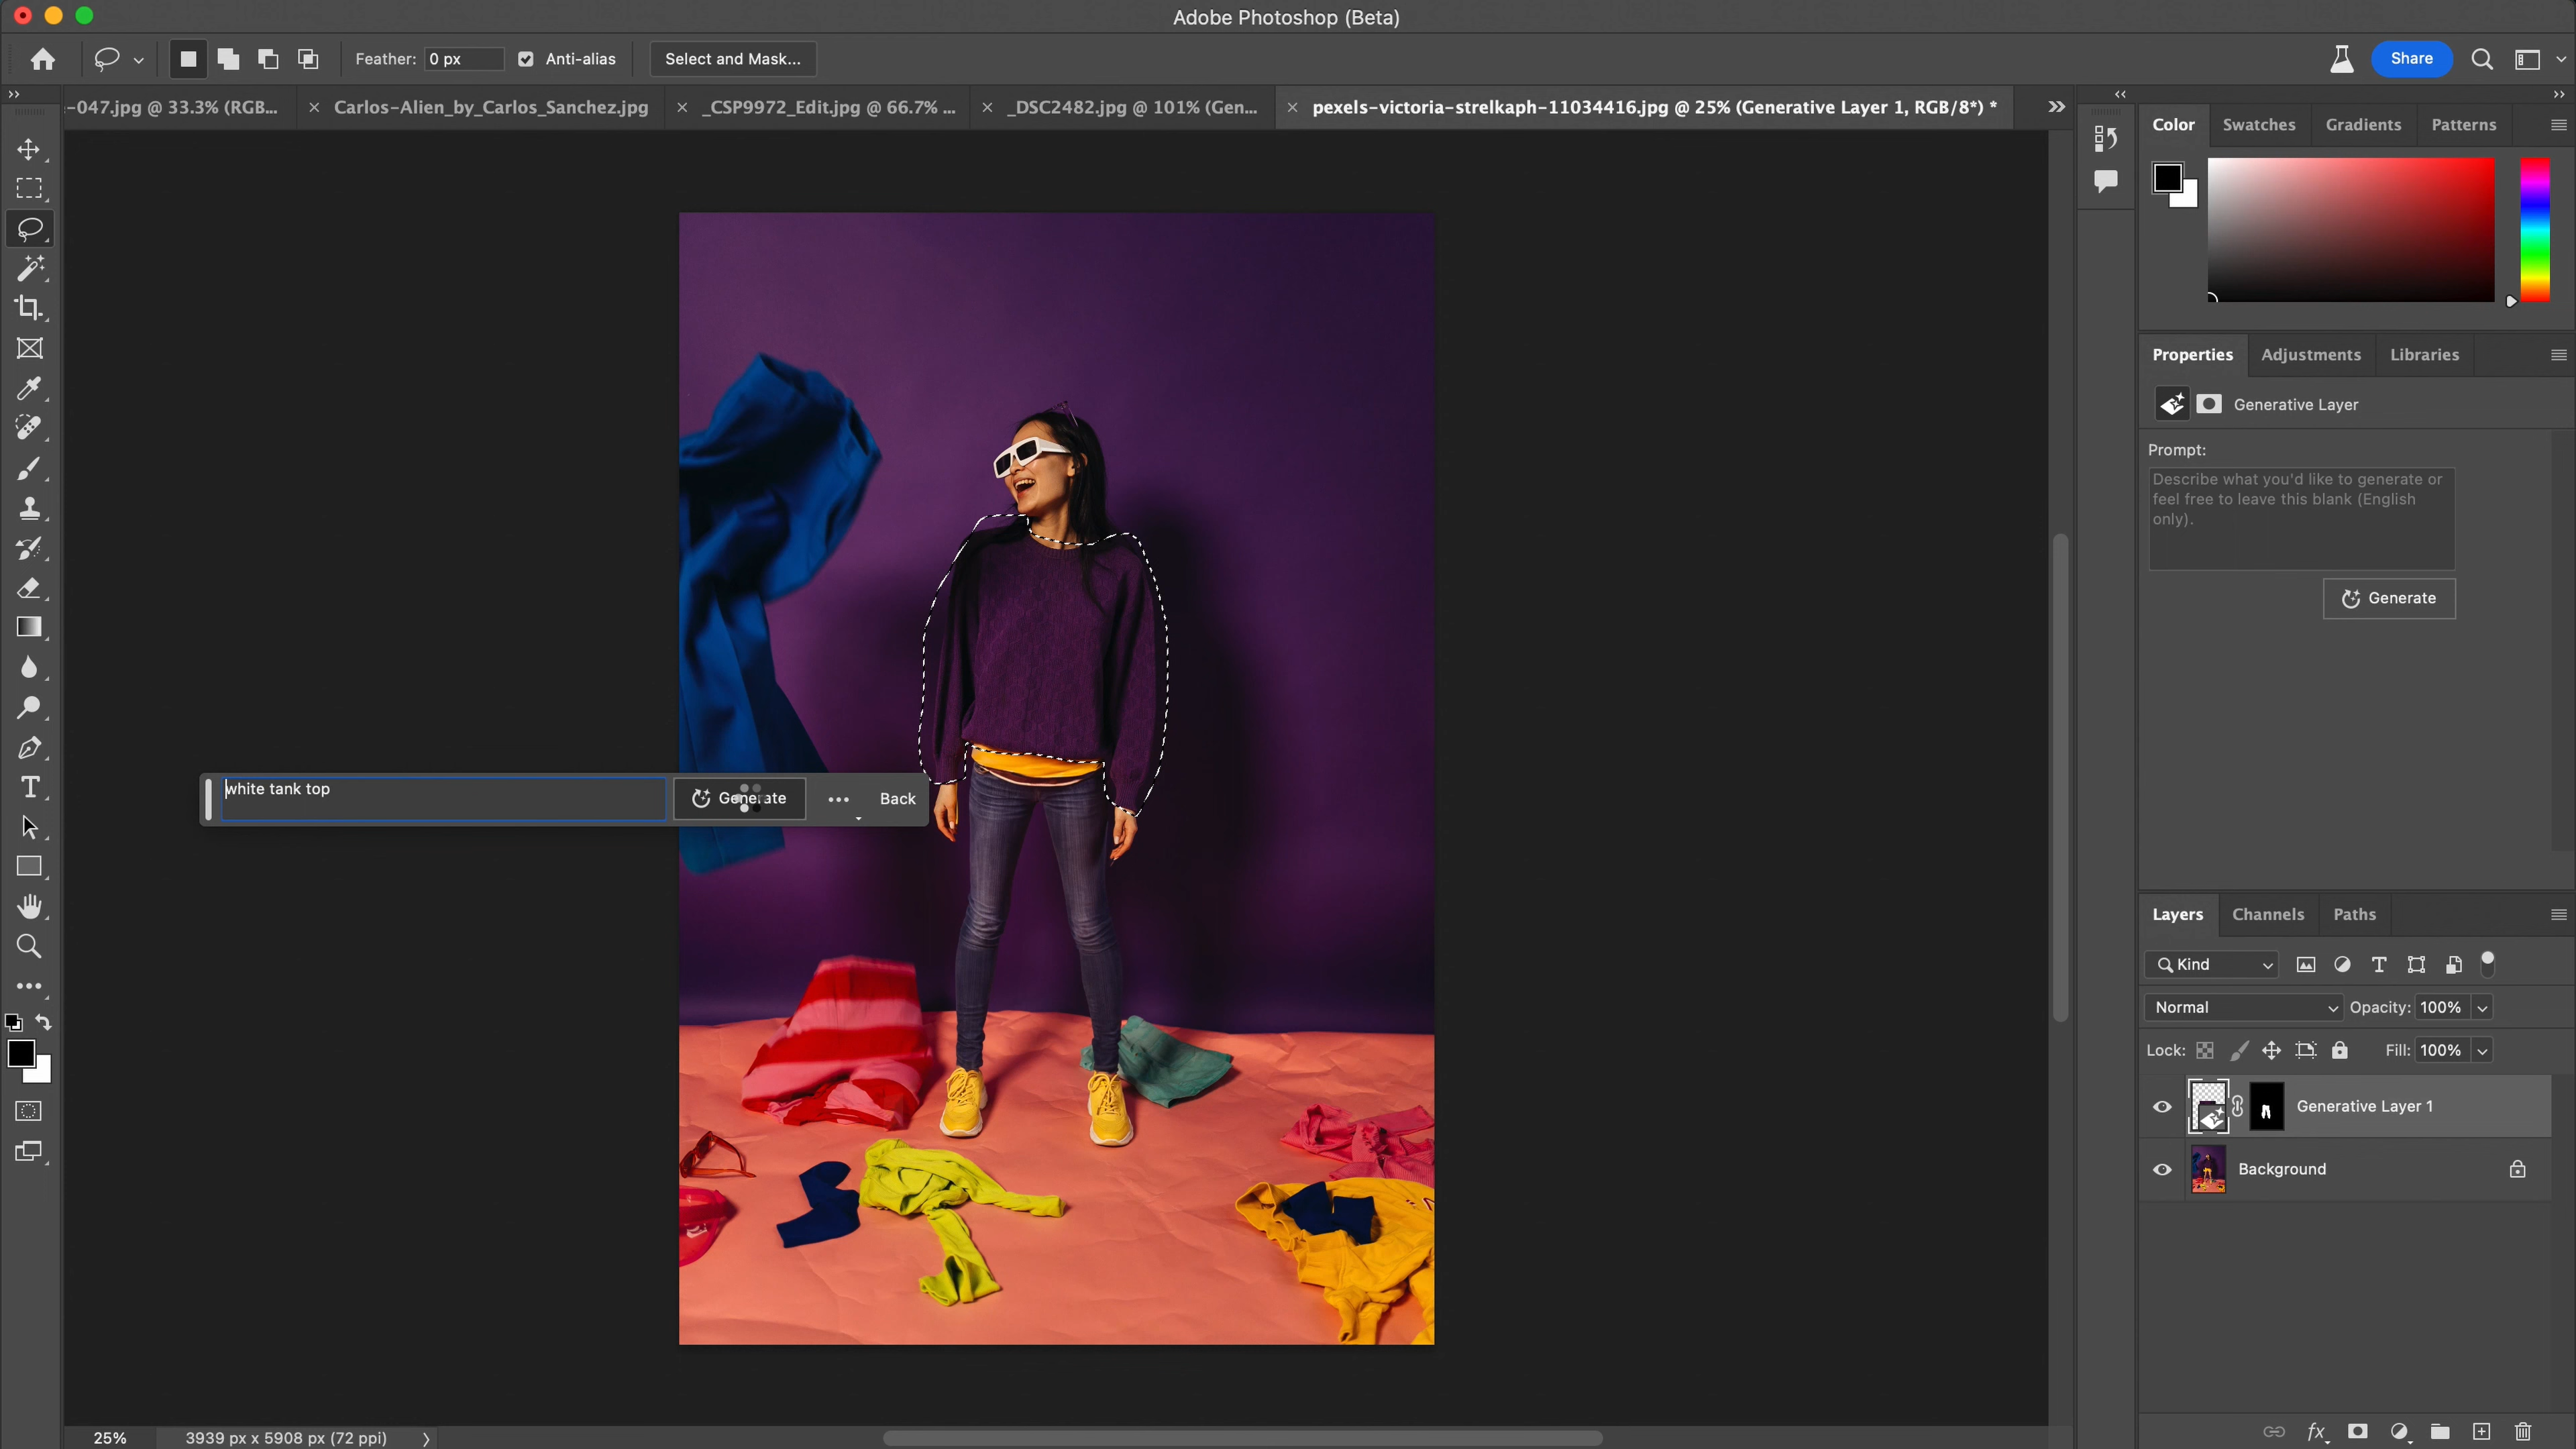 Adobe Photoshop (Beta)
Feather: 0 px Anti-alias Select and Mask... Share
-047.jpg @ 33.3% (RGB... Carlos-Alien_by_Carlos_Sanchez.jpg _CSP9972_Edit.jpg @ 66.7% ... _DSC2482.jpg @ 101% (Gen... pexels-victoria-strelkaph-11034416.jpg @ 25% (Generative Layer 1, RGB/8*) *
Color Swatches Gradients Patterns
Properties Adjustments Libraries
Generative Layer
Prompt:
Describe what you'd like to generate or
feel free to leave this blank (English
only).
Generate
white tank top Generate Back
Layers Channels Paths
Kind
Normal Opacity: 100%
Lock: Fill: 100%
Generative Layer 1
Background
25% 3939 px x 5908 px (72 ppi)
fx